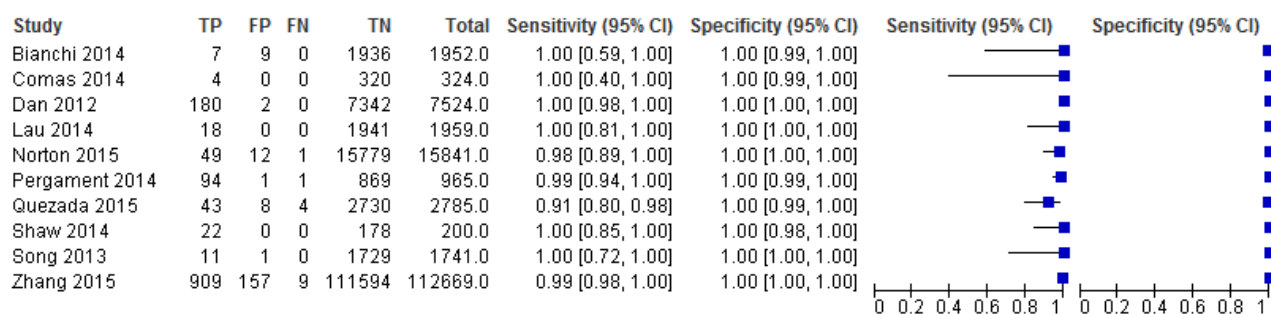 Study TP FP FN TN Total Sensitivity (95% CI) Specificity (95% CI) Sensitivity (95% CI) Specificity (95% CI)
Bianchi 2014 7 9 0 1936 1952.0 1.00 [0.59, 1.00] 1.00 [0.99, 1.00]
Comas 2014 4 0 0 320 324.0 1.00 [0.40, 1.00] 1.00 [0.99, 1.00]
Dan 2012 180 2 0 7342 7524.0 1.00 [0.98, 1.00] 1.00 [1.00, 1.00]
Lau 2014 18 0 0 1941 1959.0 1.00 [0.81, 1.00] 1.00 [1.00, 1.00]
Norton 2015 49 12 1 15779 15841.0 0.98 [0.89, 1.00] 1.00 [1.00, 1.00]
Pergament 2014 94 1 1 869 965.0 0.99 [0.94, 1.00] 1.00 [0.99, 1.00]
Quezada 2015 43 8 4 2730 2785.0 0.91 [0.80, 0.98] 1.00 [0.99, 1.00]
Shaw 2014 22 0 0 178 200.0 1.00 [0.85, 1.00] 1.00 [0.98, 1.00]
Song 2013 11 1 0 1729 1741.0 1.00 [0.72, 1.00] 1.00 [1.00, 1.00]
Zhang 2015 909 157 9 111594 112669.0 0.99 [0.98, 1.00] 1.00 [1.00, 1.00]
0 0.2 0.4 0.6 0.8 1 0 0.2 0.4 0.6 0.8 1